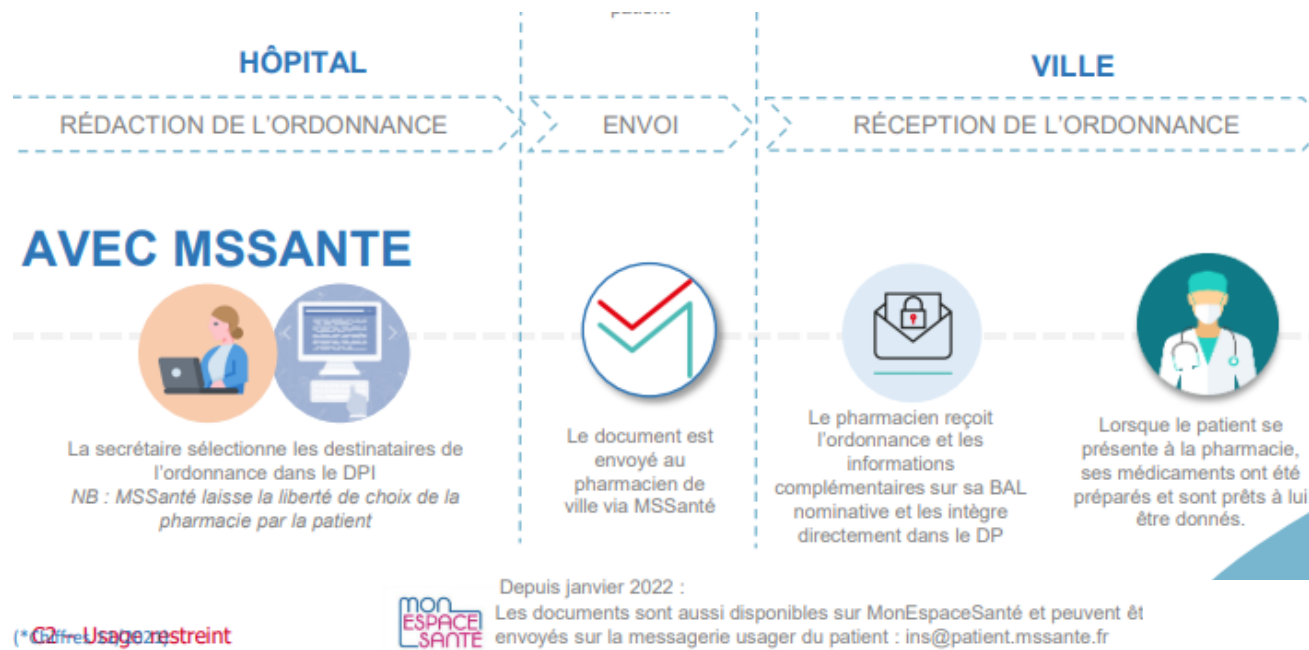 patient
HÔPITAL
VILLE
RÉDACTION DE L'ORDONNANCE
ENVOI
RÉCEPTION DE L'ORDONNANCE
AVEC MSSANTE
La secrétaire sélectionne les destinataires de
l'ordonnance dans le DPI
NB : MSSanté laisse la liberté de choix de la
pharmacie par la patient
Le document est
envoyé au
pharmacien de
ville via MSSanté
Le pharmacien reçoit
l'ordonnance et les
informations
complémentaires sur sa BAL
nominative et les intègre
directement dans le DP
Lorsque le patient se
présente à la pharmacie,
ses médicaments ont été
préparés et sont prêts à lui
être donnés.
mon
ESPACE
SANTÉ
Depuis janvier 2022 :
Les documents sont aussi disponibles sur MonEspaceSanté et peuvent êt
envoyés sur la messagerie usager du patient : ins@patient.mssante.fr
C2 – Usage restreint